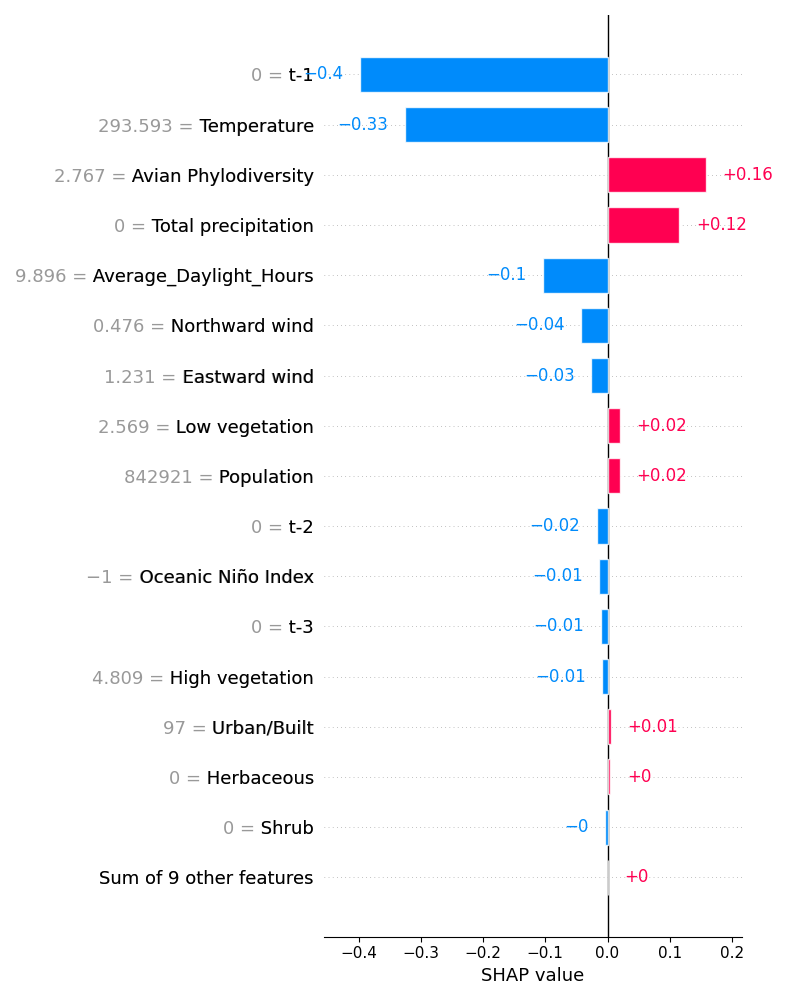 0 = t-1 −0.4
293.593 = Temperature −0.33
2.767 = Avian Phylodiversity +0.16
0 = Total precipitation +0.12
9.896 = Average_Daylight_Hours −0.1
0.476 = Northward wind −0.04
1.231 = Eastward wind −0.03
2.569 = Low vegetation +0.02
842921 = Population +0.02
0 = t-2 −0.02
−1 = Oceanic Niño Index −0.01
0 = t-3 −0.01
4.809 = High vegetation −0.01
97 = Urban/Built +0.01
0 = Herbaceous +0
0 = Shrub −0
Sum of 9 other features +0
−0.4 −0.3 −0.2 −0.1 0.0 0.1 0.2
SHAP value